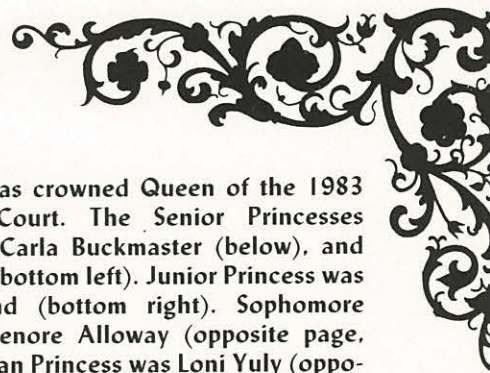 as crowned Queen of the 1983
Court. The Senior Princesses
Carla Buckmaster (below), and
bottom left). Junior Princess was
(bottom right). Sophomore
enore Alloway (opposite page,
an Princess was Loni Yuly (oppo-